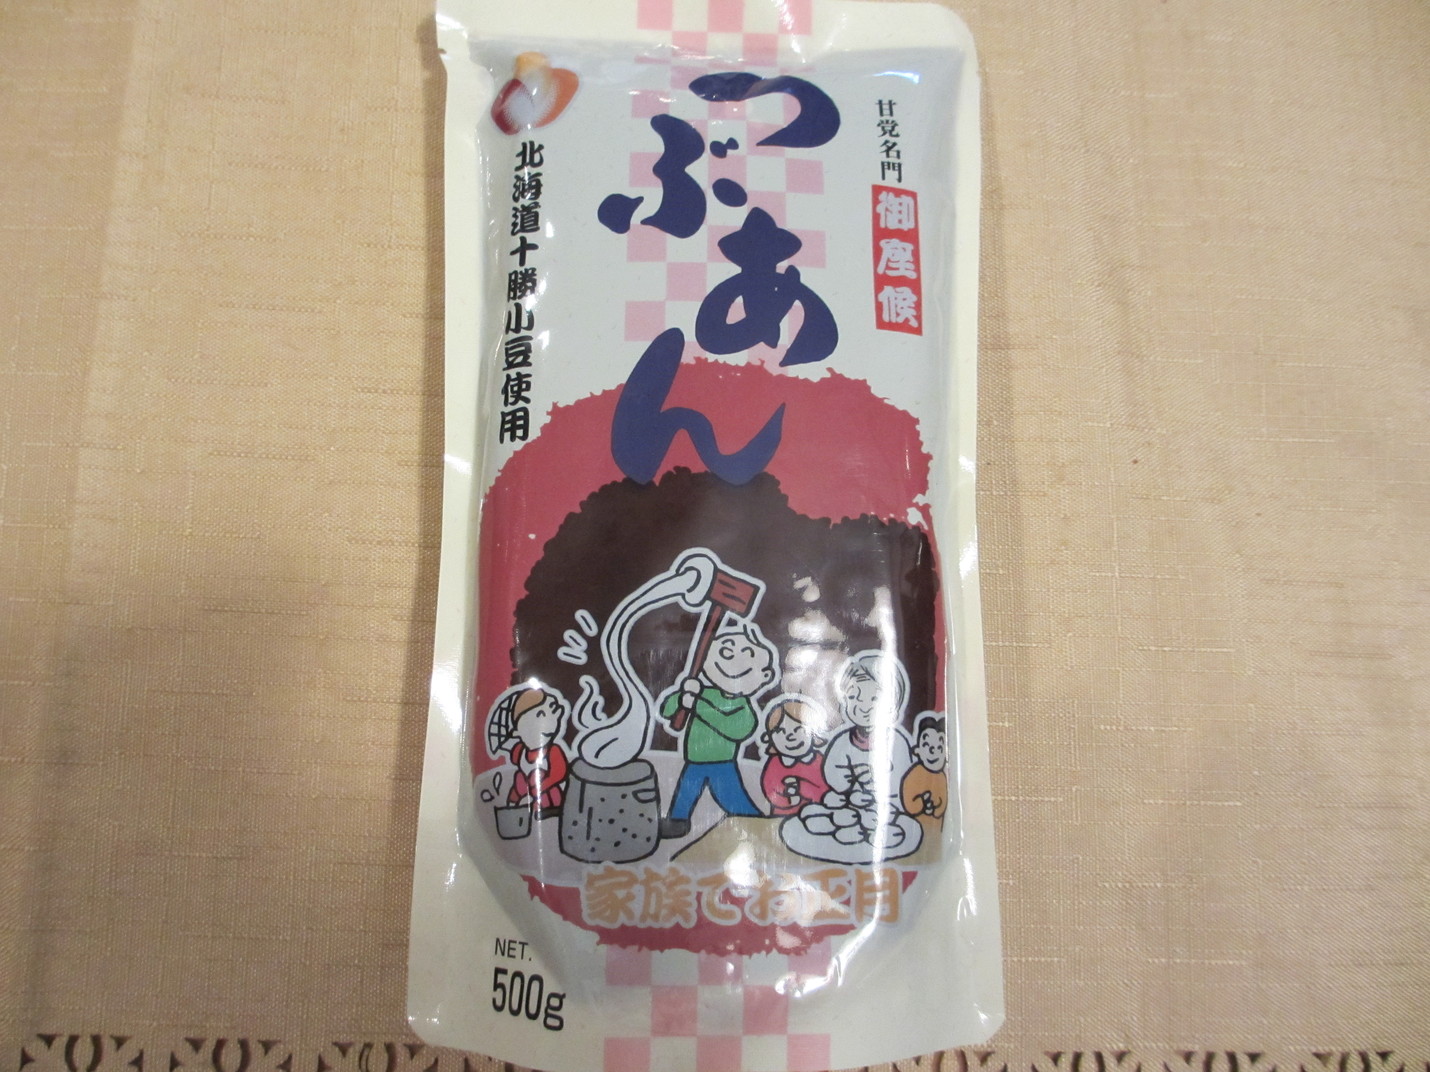 甘党名門
御座候
つぶあん
北海道十勝小豆使用
家族でお正月
NET.
500g